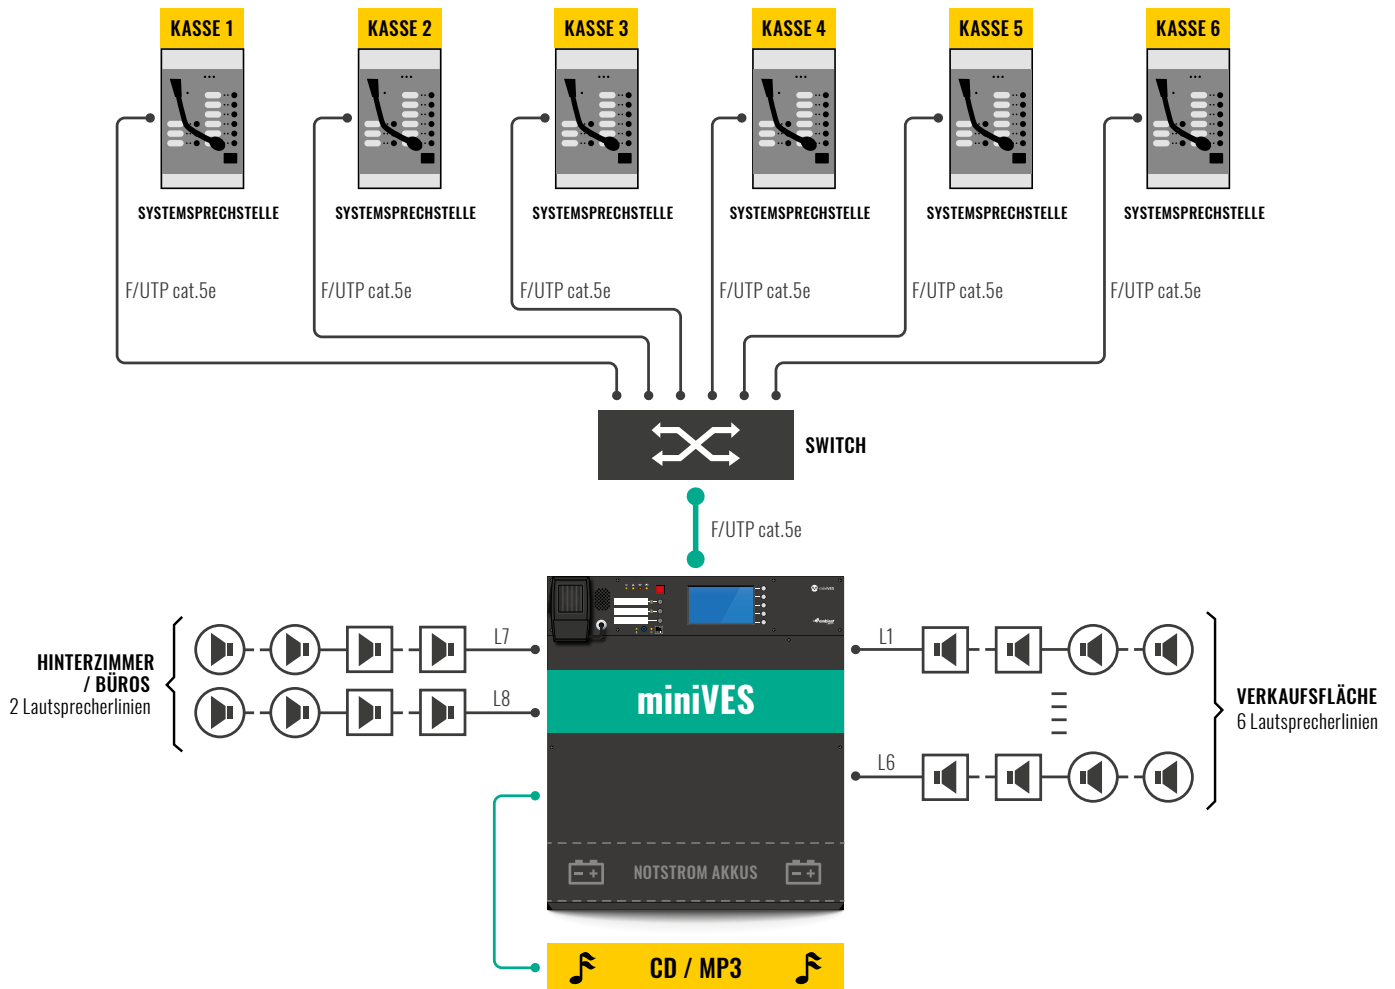 KASSE 1
KASSE 2
KASSE 3
KASSE 4
KASSE 5
KASSE 6
SYSTEMSPRECHSTELLE
SYSTEMSPRECHSTELLE
SYSTEMSPRECHSTELLE
SYSTEMSPRECHSTELLE
SYSTEMSPRECHSTELLE
SYSTEMSPRECHSTELLE
F/UTP cat.5e
F/UTP cat.5e
F/UTP cat.5e
F/UTP cat.5e
F/UTP cat.5e
F/UTP cat.5e
SWITCH
F/UTP cat.5e
HINTERZIMMER
/ BÜROS
2 Lautsprecherlinien
L7
L8
miniVES
L1
L6
VERKAUFSFLÄCHE
6 Lautsprecherlinien
NOTSTROM AKKUS
CD / MP3